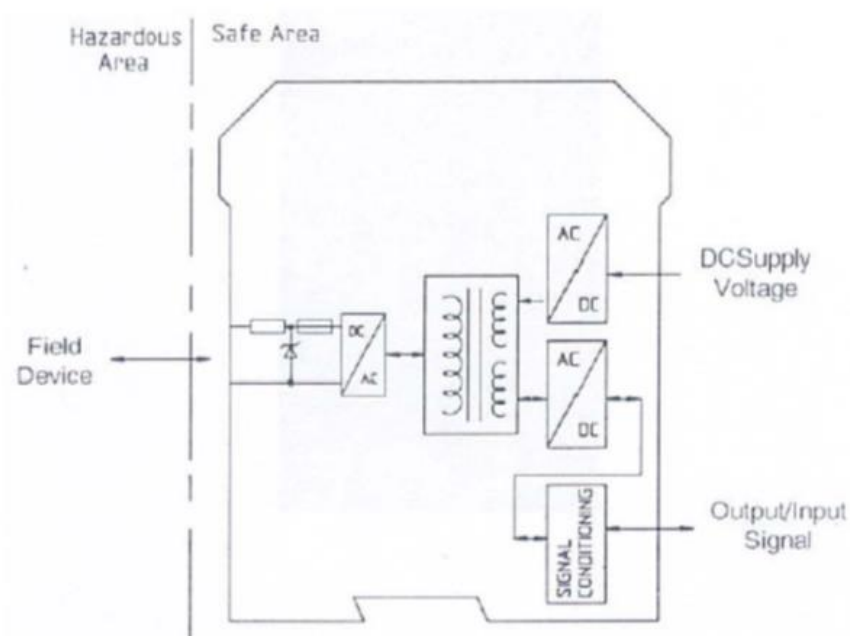 Hazardous
Area
Safe Area
AC
DC
DCSupply
Voltage
DC
AC
Field
Device
AC
DC
SIGNAL
CONDITIONING
Output/Input
Signal